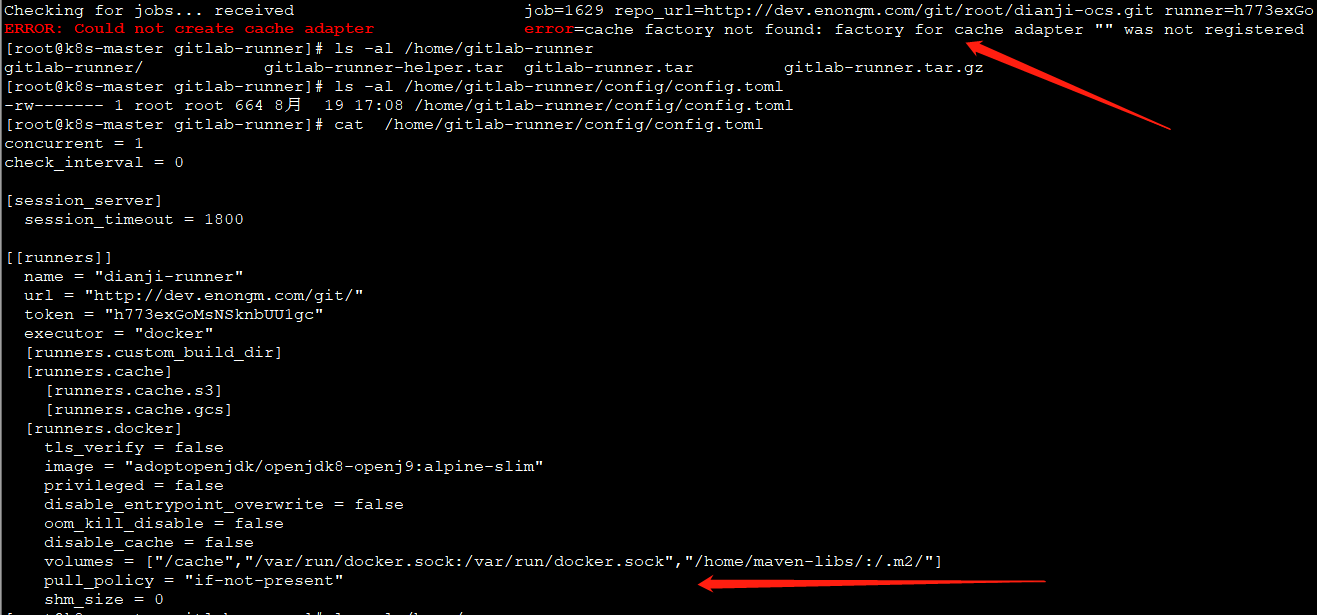 Checking for jobs... received job=1629 repo_url=http://dev.enongm.com/git/root/dianji-ocs.git runner=h773exGo
ERROR: Could not create cache adapter error=cache factory not found: factory for cache adapter "" was not registered
[root@k8s-master gitlab-runner]# ls -al /home/gitlab-runner
gitlab-runner/ gitlab-runner-helper.tar gitlab-runner.tar gitlab-runner.tar.gz
[root@k8s-master gitlab-runner]# ls -al /home/gitlab-runner/config/config.toml
-rw------- 1 root root 664 8月 19 17:08 /home/gitlab-runner/config/config.toml
[root@k8s-master gitlab-runner]# cat /home/gitlab-runner/config/config.toml
concurrent = 1
check_interval = 0
[session_server]
session_timeout = 1800
[[runners]]
name = "dianji-runner"
url = "http://dev.enongm.com/git/"
token = "h773exGoMsNSknbUU1gc"
executor = "docker"
[runners.custom_build_dir]
[runners.cache]
[runners.cache.s3]
[runners.cache.gcs]
[runners.docker]
tls_verify = false
image = "adoptopenjdk/openjdk8-openj9:alpine-slim"
privileged = false
disable_entrypoint_overwrite = false
oom_kill_disable = false
disable_cache = false
volumes = ["/cache","/var/run/docker.sock:/var/run/docker.sock","/home/maven-libs/:/.m2/"]
pull_policy = "if-not-present"
shm_size = 0